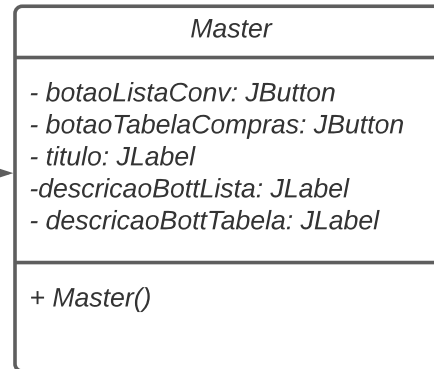 Master
- botaoListaConv: JButton
- botaoTabelaCompras: JButton
- titulo: JLabel
-descricaoBottLista: JLabel
- descricaoBottTabela: JLabel
+ Master()